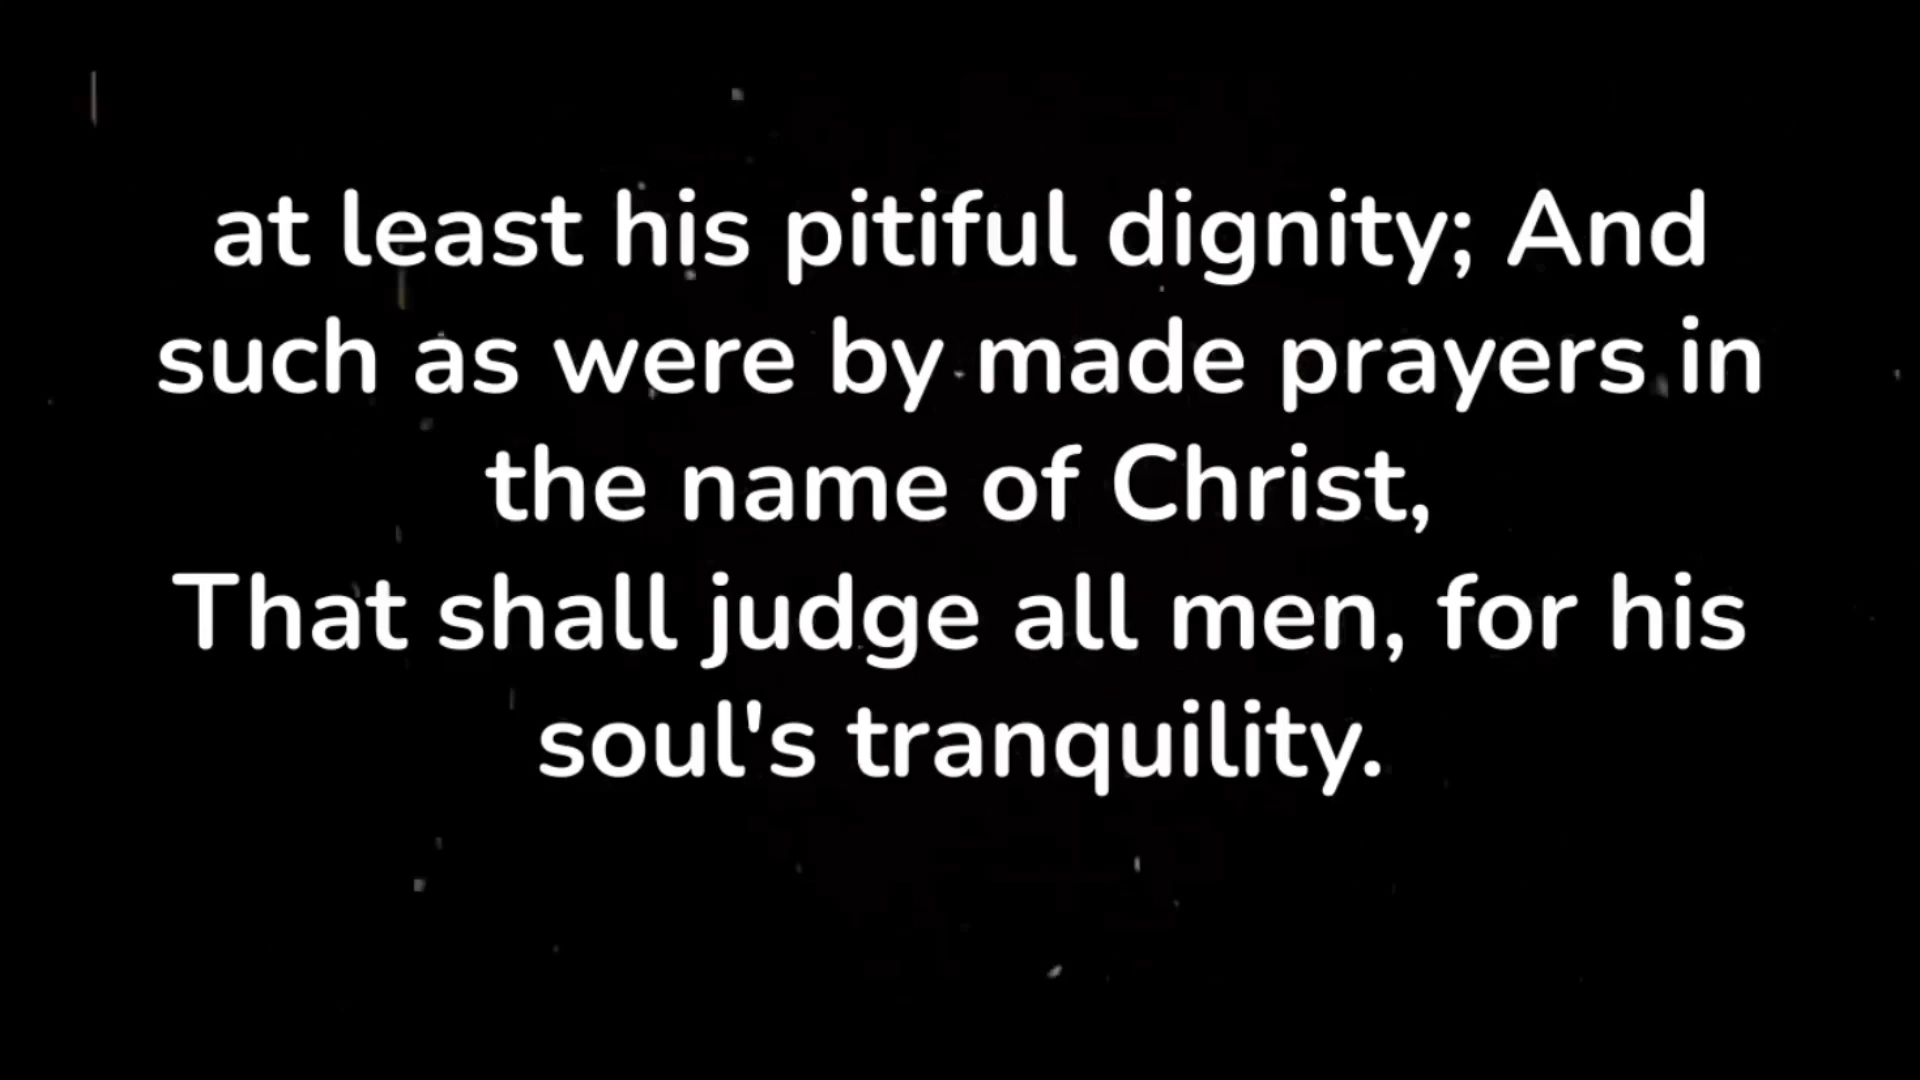 at least his pitiful dignity; And
such as were by made prayers in
the name of Christ,
That shall judge all men, for his
soul's tranquility.